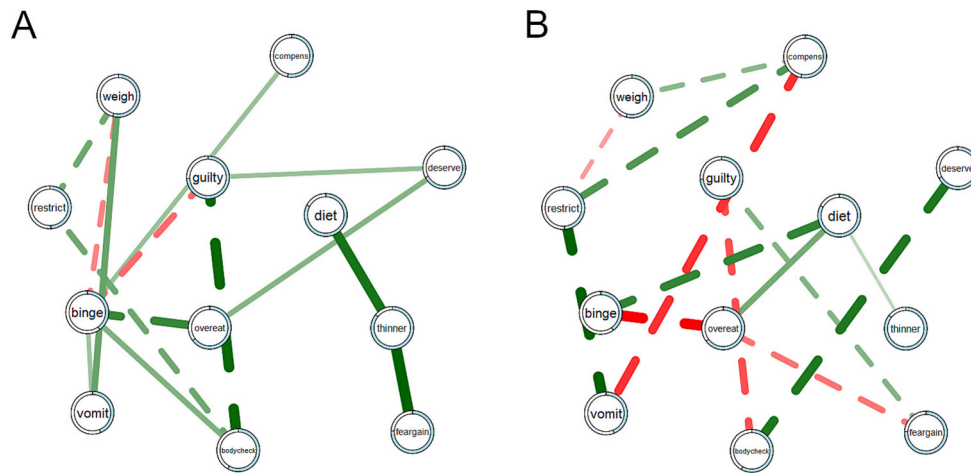 A
compens
weigh
deserve
guilty
restrict
diet
binge
overeat
thinner
vomit
feargain
bodycheck
B
compens
weigh
deserve
guilty
restrict
diet
binge
overeat
thinner
vomit
feargain
bodycheck